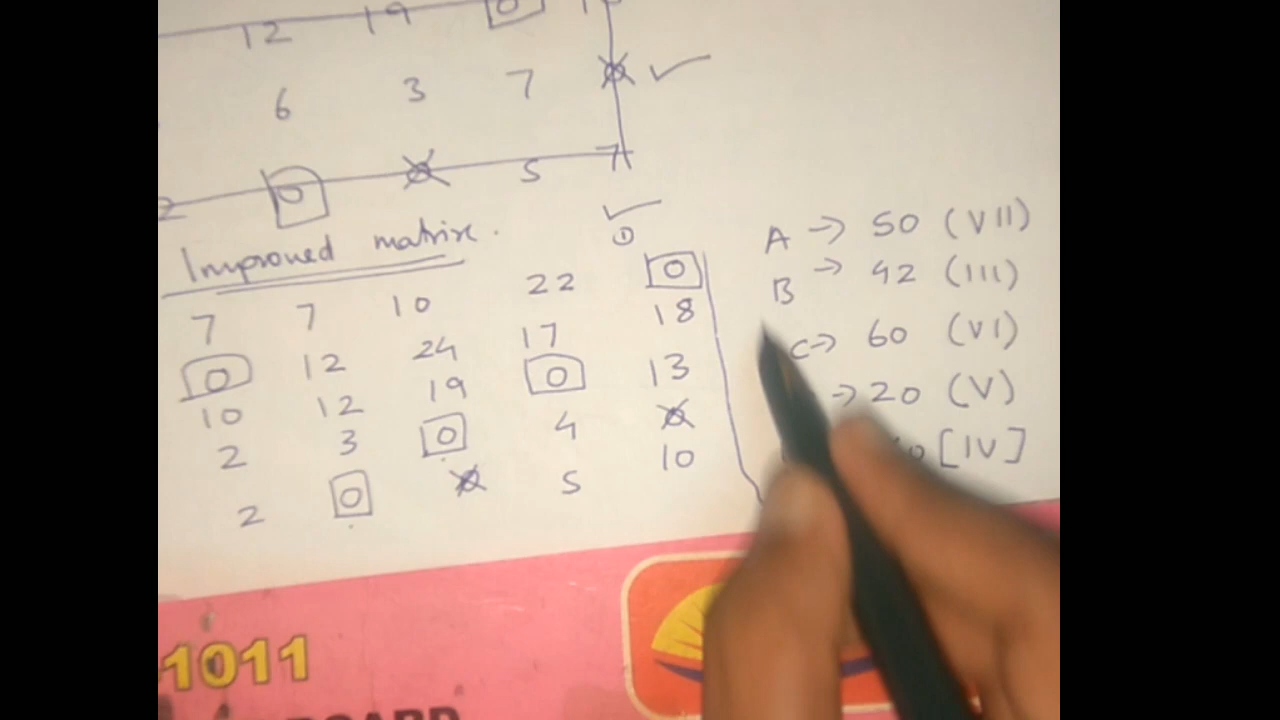 12 19 0
6 3 7 0
0 0 5 7
Improved matrix.
①
7 7 10 22 0
0 12 24 17 18
10 12 19 0 13
2 3 0 4 0
2 0 0 5 10
A → 50 (VII)
B → 42 (III)
C → 60 (VI)
→ 20 (V)
[IV]
1011